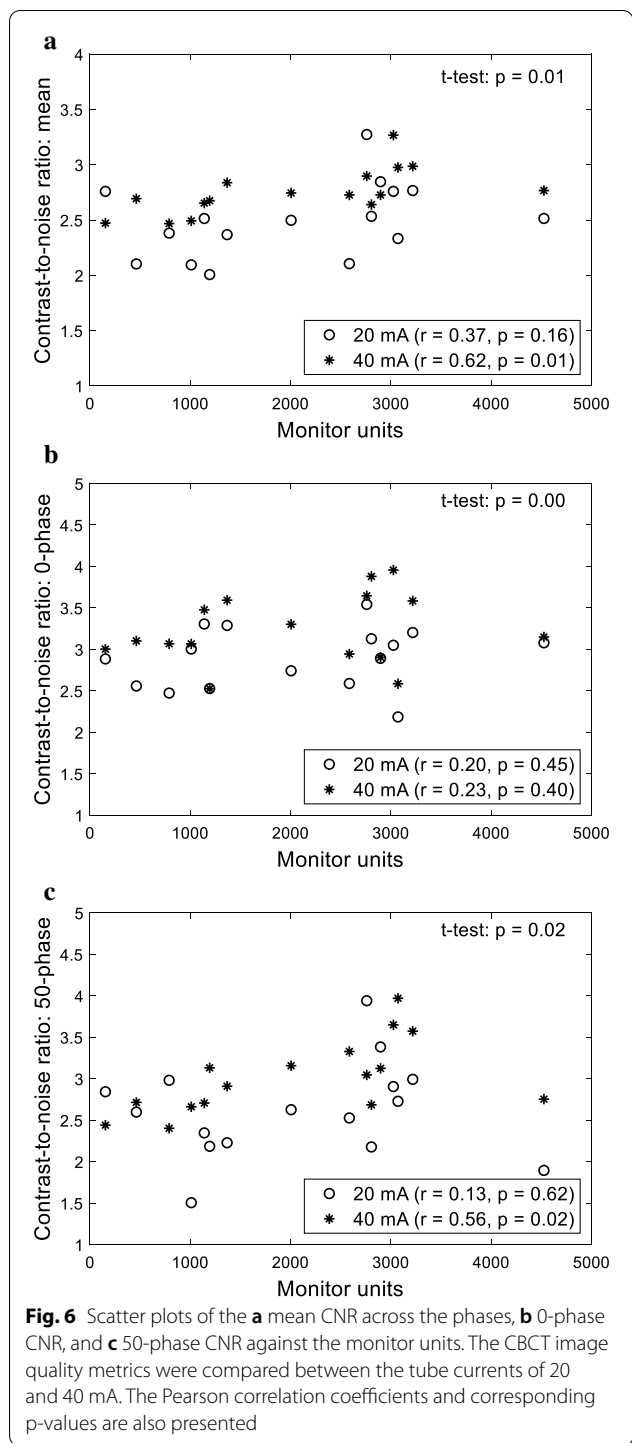 a
t-test: p = 0.01
Contrast-to-noise ratio: mean
4
3.5
3
2.5
2
1.5
1
20 mA (r = 0.37, p = 0.16)
40 mA (r = 0.62, p = 0.01)
0 1000 2000 3000 4000 5000
Monitor units
b
t-test: p = 0.00
Contrast-to-noise ratio: 0-phase
5
4.5
4
3.5
3
2.5
2
1.5
1
20 mA (r = 0.20, p = 0.45)
40 mA (r = 0.23, p = 0.40)
0 1000 2000 3000 4000 5000
Monitor units
c
t-test: p = 0.02
Contrast-to-noise ratio: 50-phase
5
4.5
4
3.5
3
2.5
2
1.5
1
20 mA (r = 0.13, p = 0.62)
40 mA (r = 0.56, p = 0.02)
0 1000 2000 3000 4000 5000
Monitor units
Fig. 6 Scatter plots of the a mean CNR across the phases, b 0-phase
CNR, and c 50-phase CNR against the monitor units. The CBCT image
quality metrics were compared between the tube currents of 20
and 40 mA. The Pearson correlation coefficients and corresponding
p-values are also presented